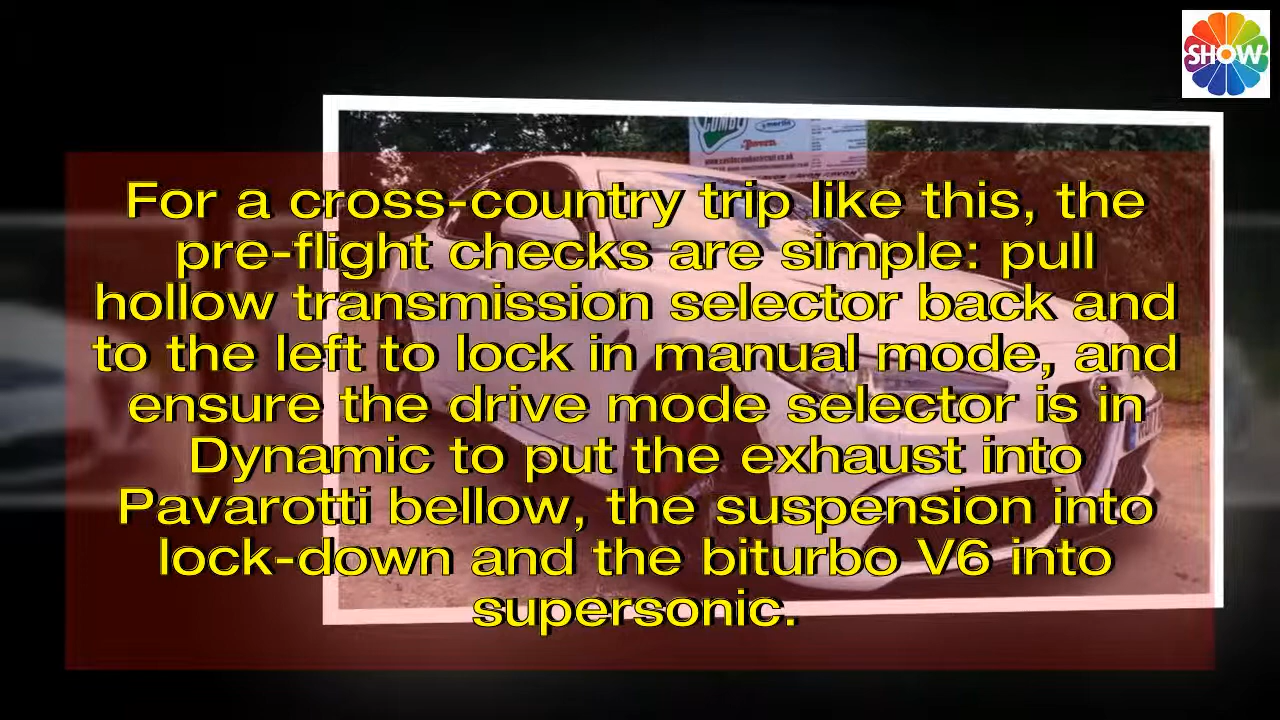 SHOW
COMBE
For a cross-country trip like this, the
pre-flight checks are simple: pull
hollow transmission selector back and
to the left to lock in manual mode, and
ensure the drive mode selector is in
Dynamic to put the exhaust into
Pavarotti bellow, the suspension into
lock-down and the biturbo V6 into
supersonic.